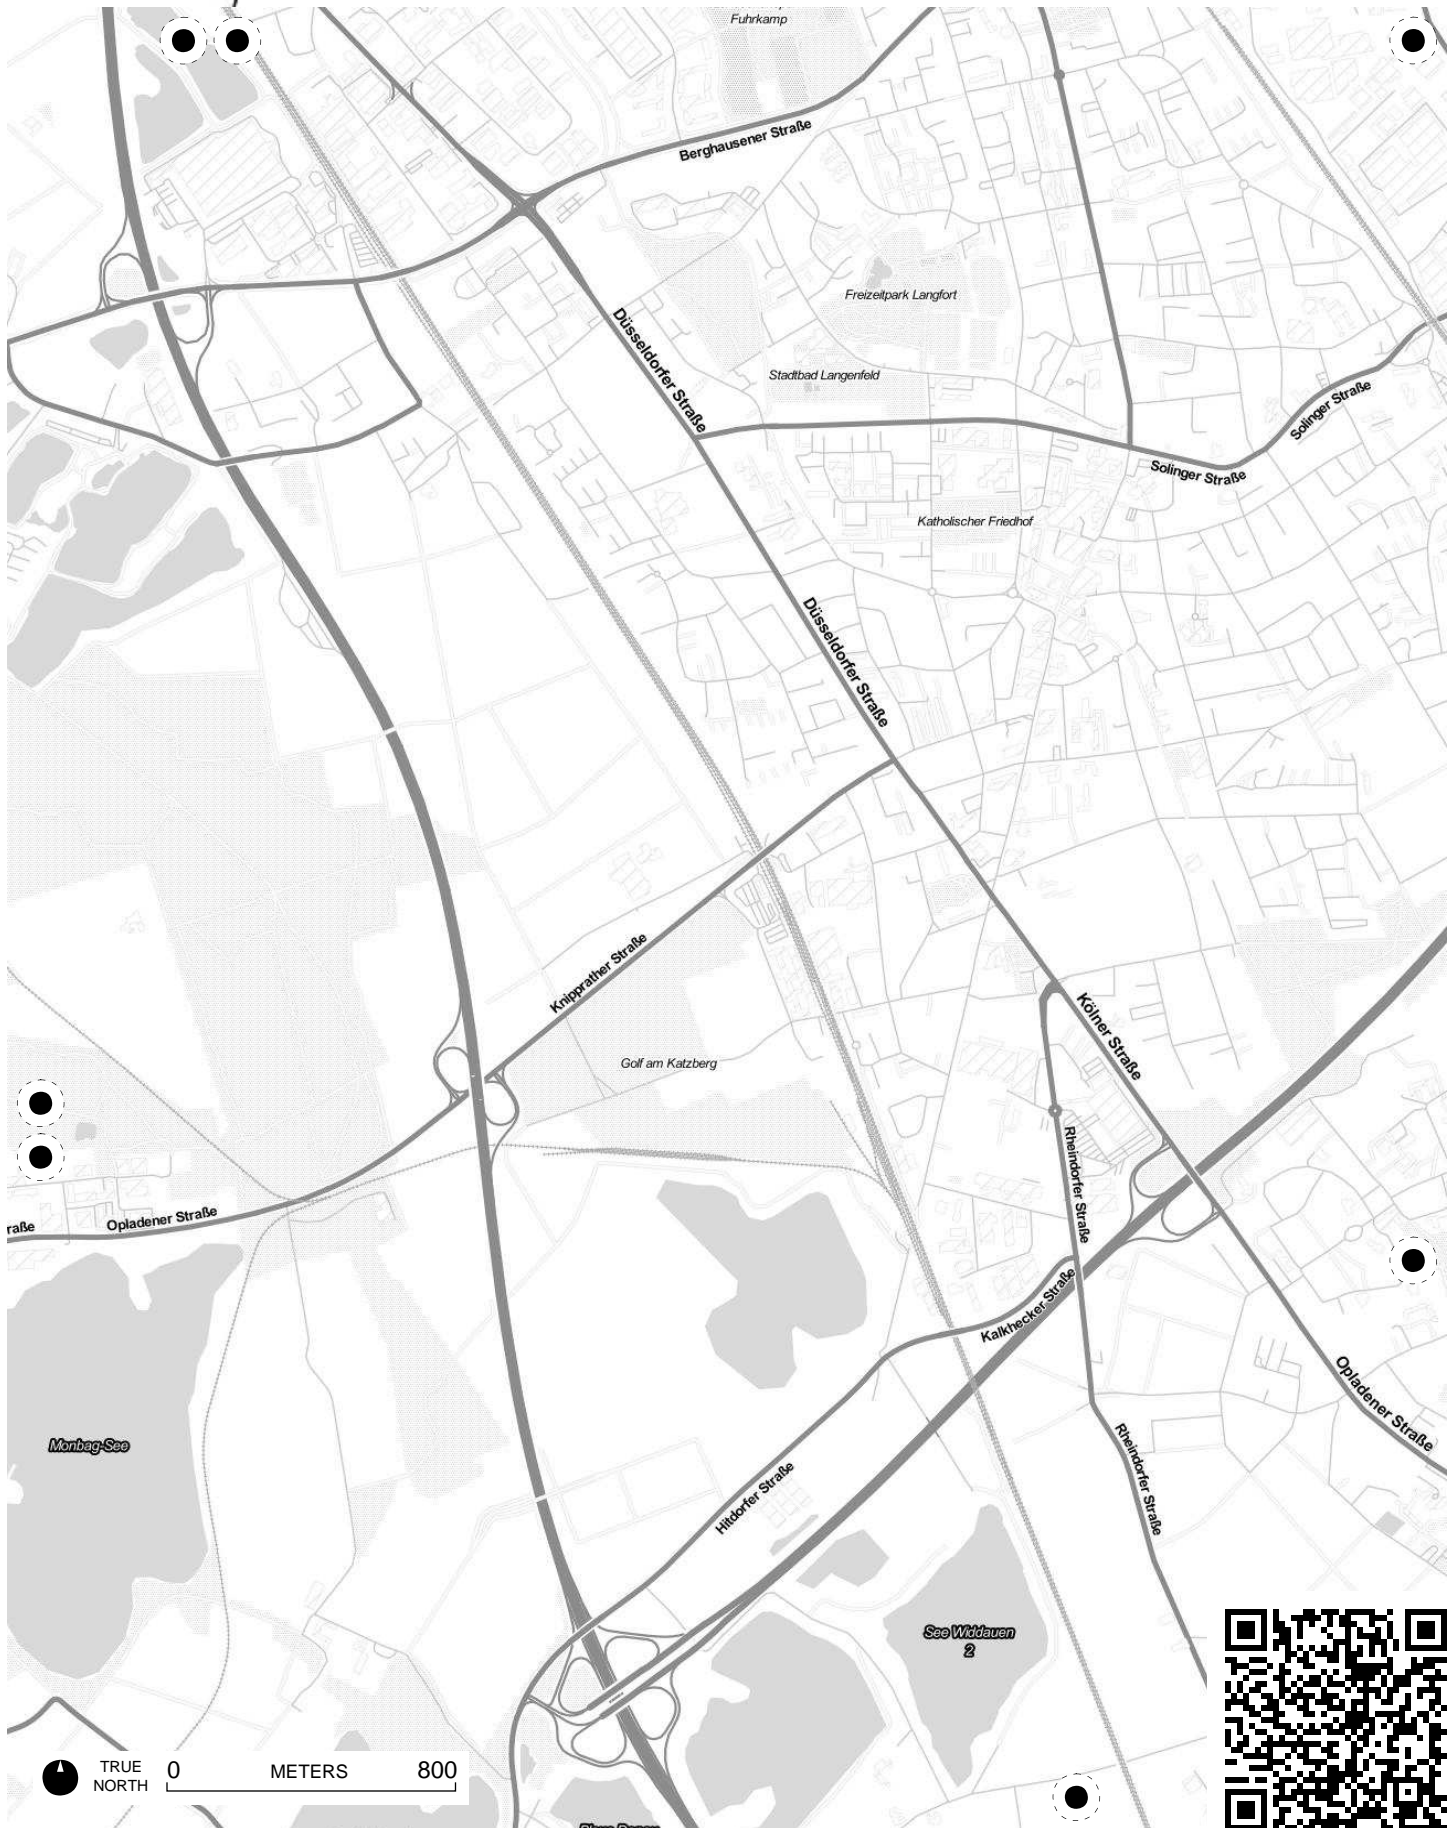 Fuhrkamp
Berghausener Straße
Freizeitpark Langfort
Düsseldorfer Straße
Stadtbad Langenfeld
Solinger Straße
Solinger Straße
Katholischer Friedhof
Düsseldorfer Straße
Knipprather Straße
Kölner Straße
Golf am Katzberg
Rheindorfer Straße
raße
Opladener Straße
Kalkhecker Straße
Opladener Straße
Monbag-See
Rheindorfer Straße
Hitdorfer Straße
See Widdauen
2
TRUE
NORTH
0 METERS 800